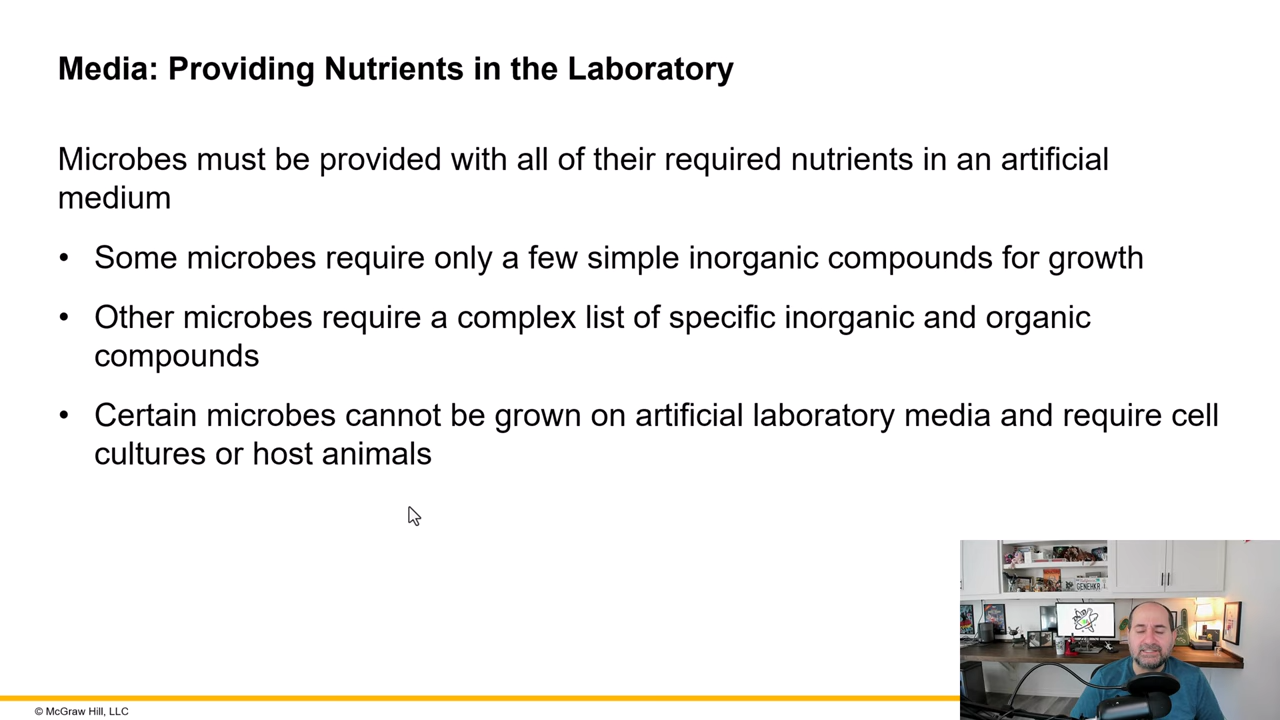 Media: Providing Nutrients in the Laboratory
Microbes must be provided with all of their required nutrients in an artificial
medium
• Some microbes require only a few simple inorganic compounds for growth
• Other microbes require a complex list of specific inorganic and organic
compounds
• Certain microbes cannot be grown on artificial laboratory media and require cell
cultures or host animals
GENEHKR
© McGraw Hill, LLC